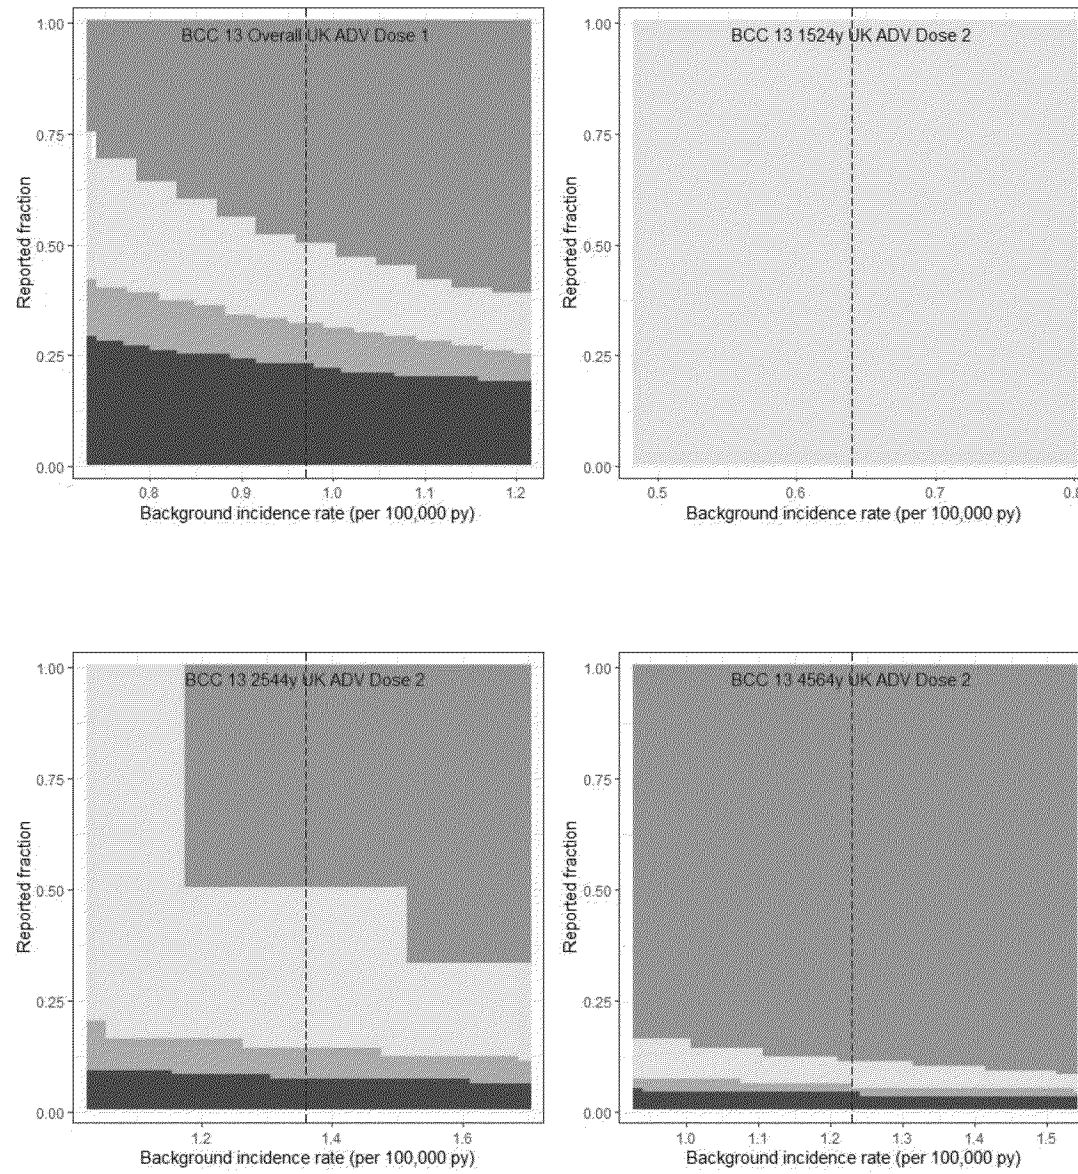 BCC 13 Overall UK ADV Dose 1
Reported fraction
1.00
0.75
0.50
0.25
0.00
0.8 0.9 1.0 1.1 1.2
Background incidence rate (per 100,000 py)
BCC 13 1524y UK ADV Dose 2
Reported fraction
1.00
0.75
0.50
0.25
0.00
0.5 0.6 0.7 0.8
Background incidence rate (per 100,000 py)
BCC 13 2544y UK ADV Dose 2
Reported fraction
1.00
0.75
0.50
0.25
0.00
1.2 1.4 1.6
Background incidence rate (per 100,000 py)
BCC 13 4564y UK ADV Dose 2
Reported fraction
1.00
0.75
0.50
0.25
0.00
1.0 1.1 1.2 1.3 1.4 1.5
Background incidence rate (per 100,000 py)